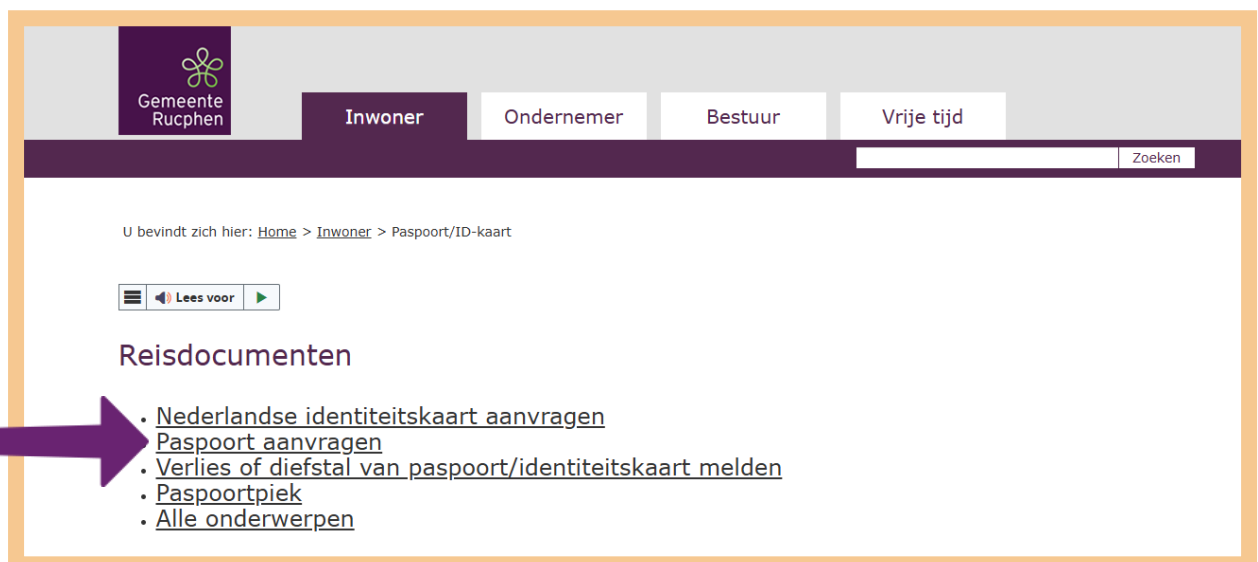 Gemeente
Rucphen
Inwoner
Ondernemer
Bestuur
Vrije tijd
Zoeken
U bevindt zich hier: Home > Inwoner > Paspoort/ID-kaart
Lees voor
Reisdocumenten
Nederlandse identiteitskaart aanvragen
Paspoort aanvragen
Verlies of diefstal van paspoort/identiteitskaart melden
Paspoortpiek
Alle onderwerpen